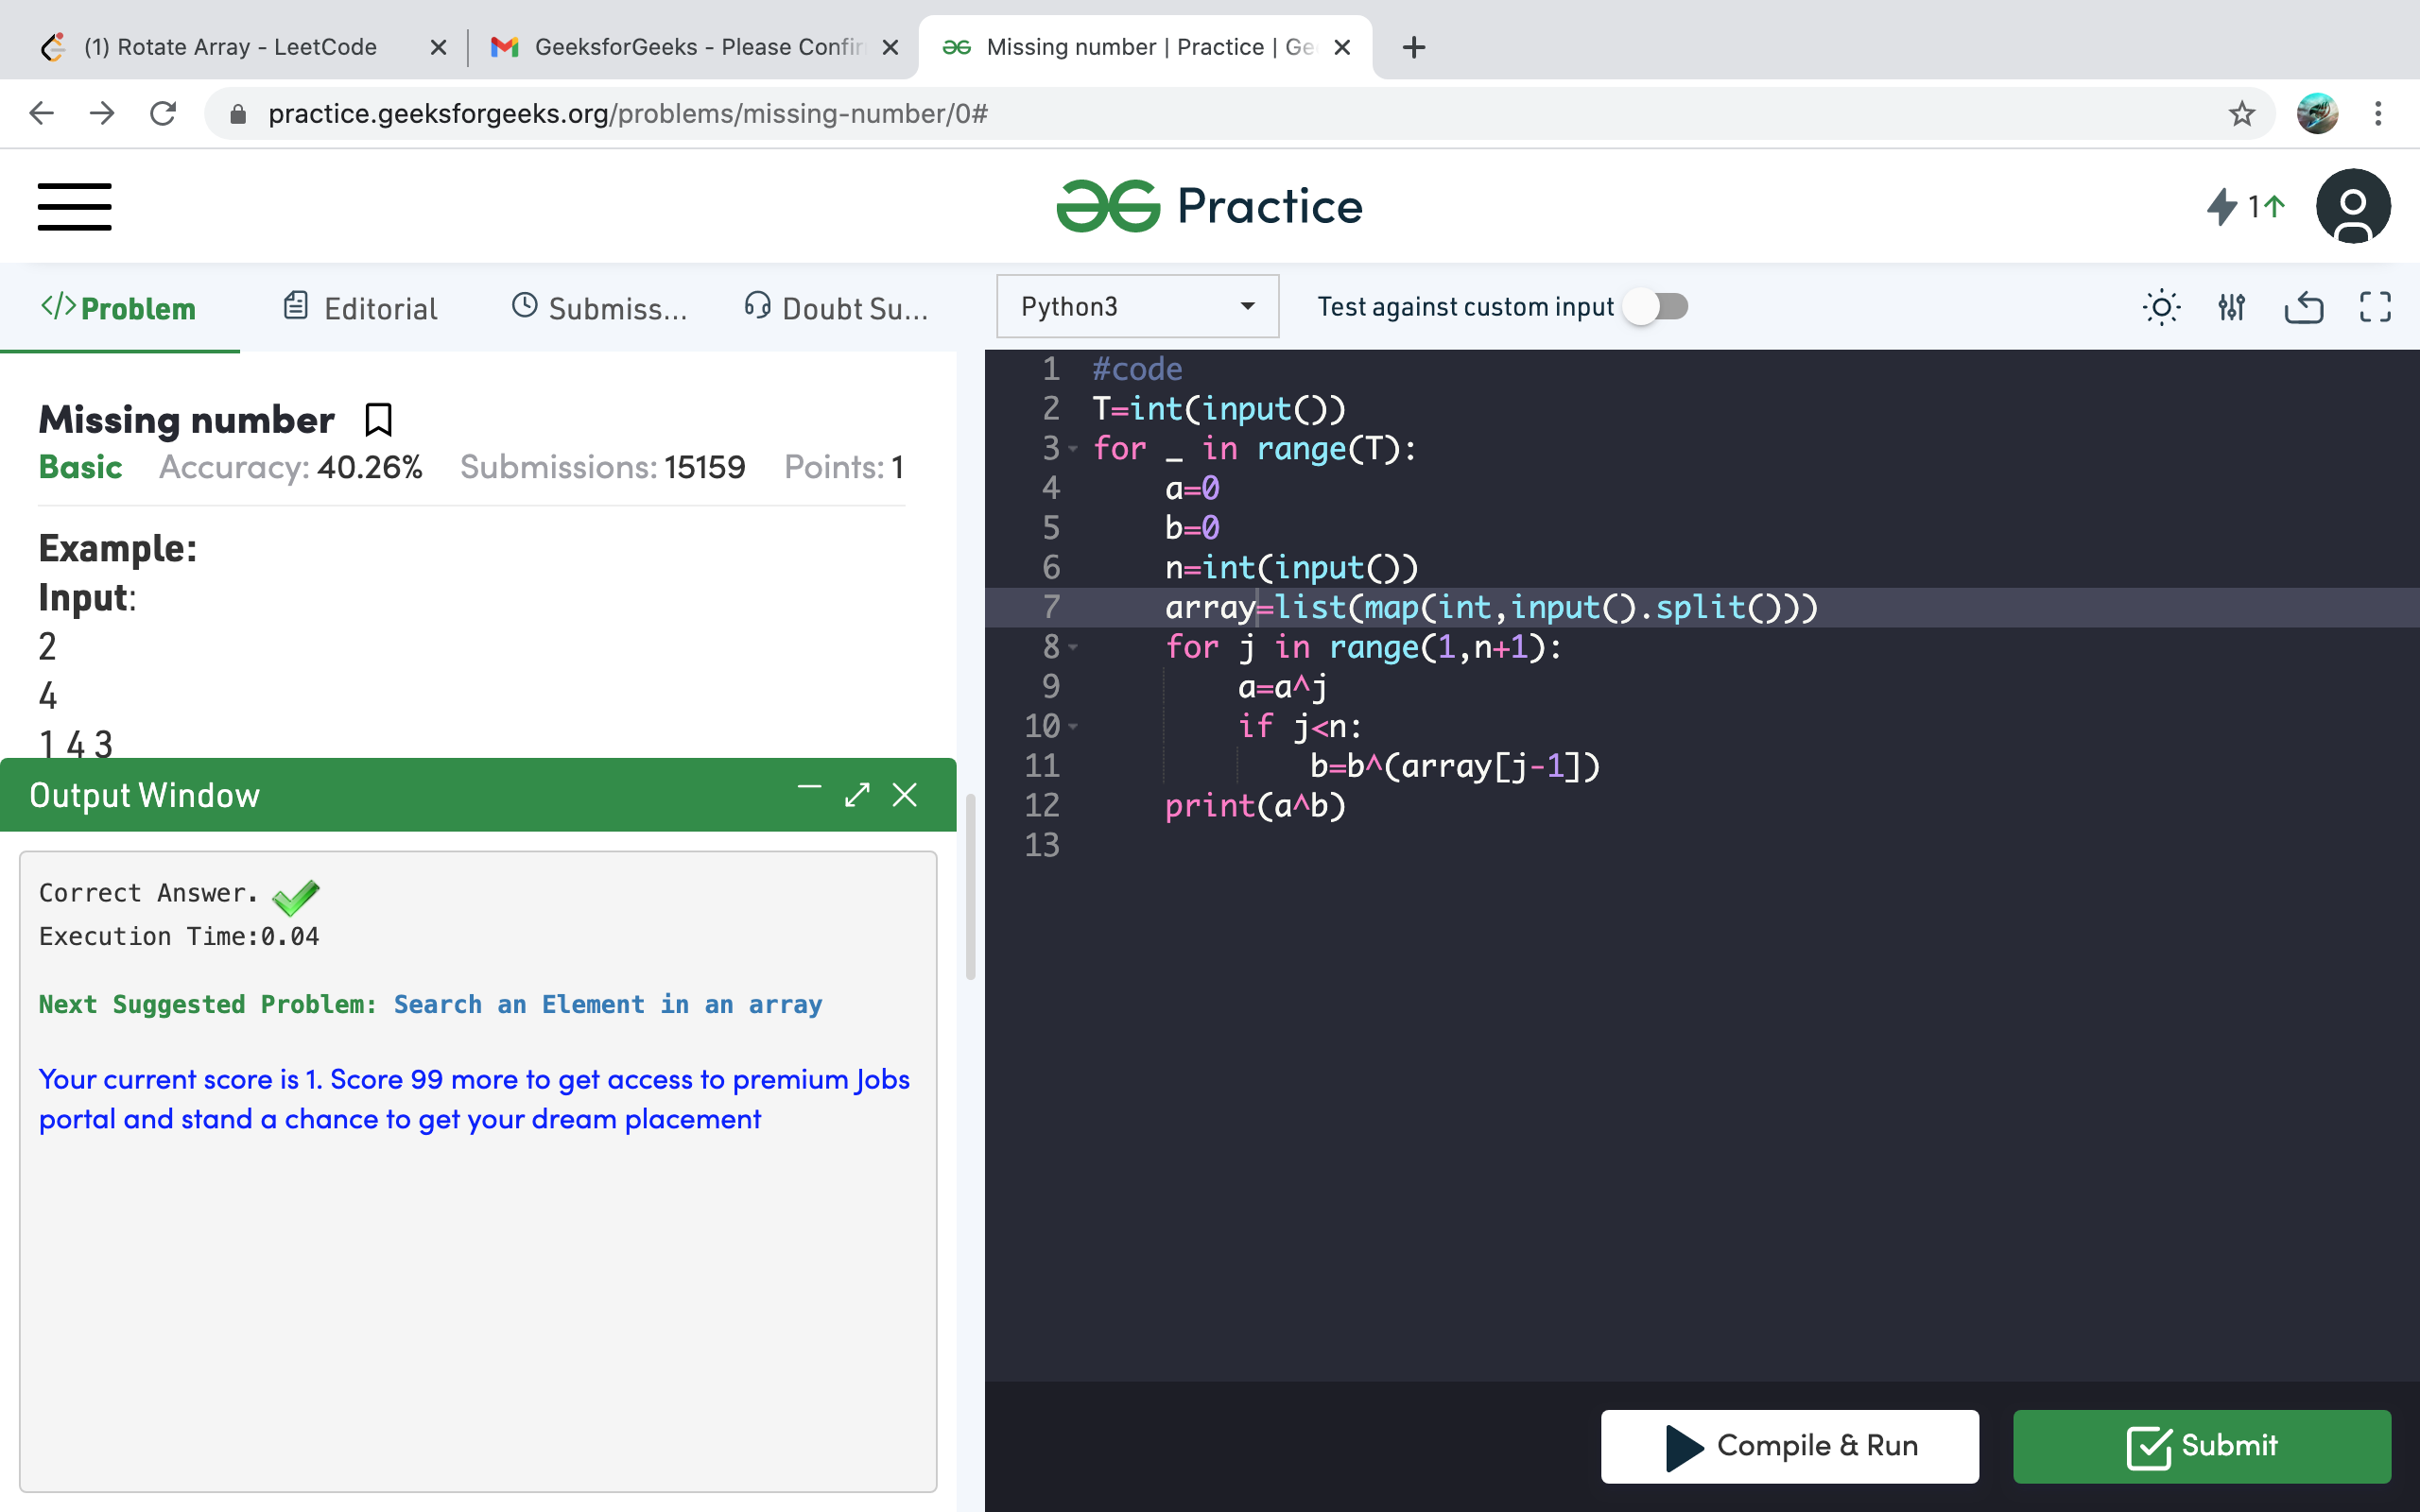 (1) Rotate Array - LeetCode
GeeksforGeeks - Please Confir
Missing number | Practice | Ge
practice.geeksforgeeks.org/problems/missing-number/0#
Practice
1
</>Problem
Editorial
Submiss...
Doubt Su...
Python3
Test against custom input
Missing number
Basic Accuracy: 40.26% Submissions: 15159 Points: 1
Example:
Input:
2
4
1 4 3
Output Window
Correct Answer.
Execution Time:0.04
Next Suggested Problem: Search an Element in an array
Your current score is 1. Score 99 more to get access to premium Jobs
portal and stand a chance to get your dream placement
1 #code
2 T=int(input())
3 for _ in range(T):
4     a=0
5     b=0
6     n=int(input())
7     array=list(map(int,input().split()))
8     for j in range(1,n+1):
9         a=a^j
10         if j<n:
11             b=b^(array[j-1])
12     print(a^b)
13
Compile & Run
Submit